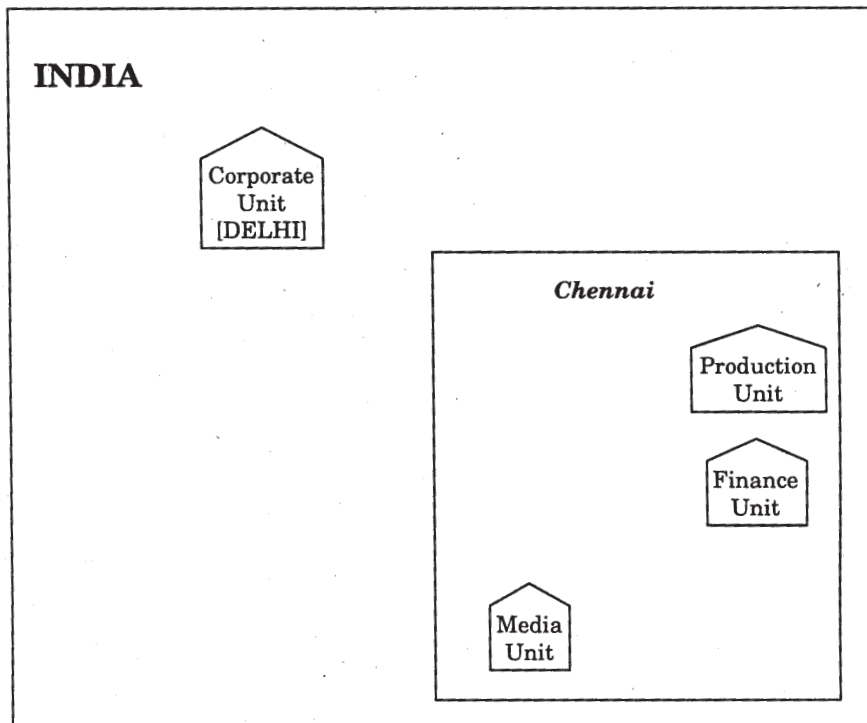 INDIA
Corporate
Unit
[DELHI]
Chennai
Production
Unit
Finance
Unit
Media
Unit